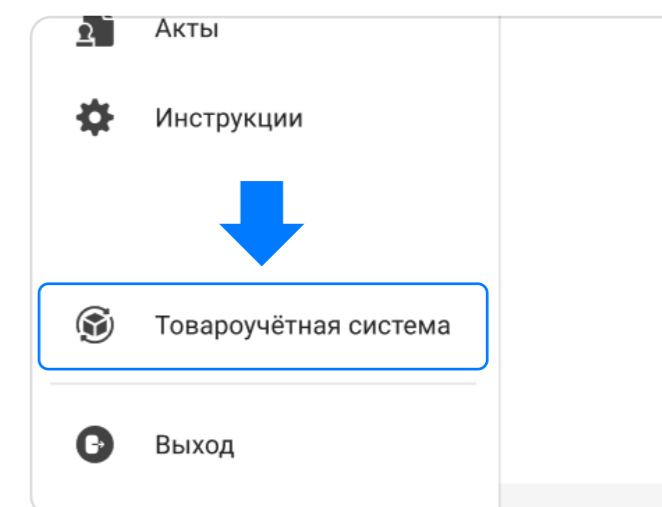 Акты
Инструкции
Товароучётная система
Выход